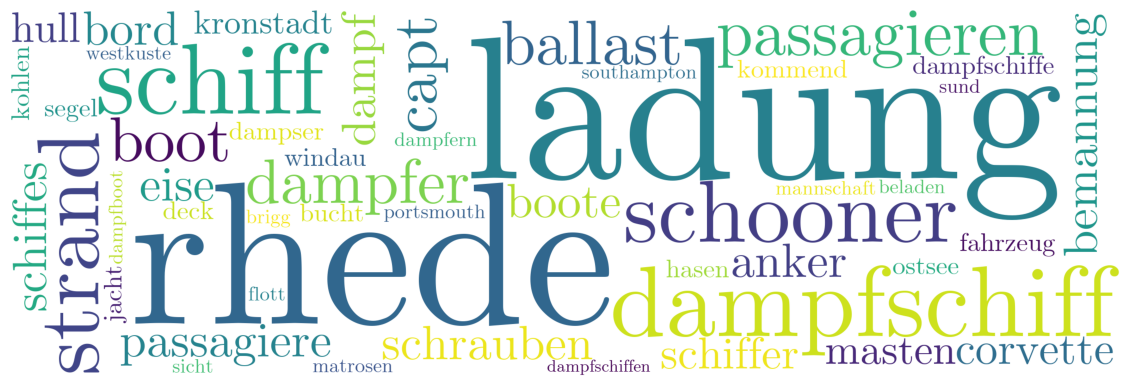 hull
bord
kronstadt
westkuste
kohlen
segel
schiff
dampf
capt
ballast
southampton
passagieren
kommend
dampfschiffe
sund
bemannung
ladung
strand
boot
dampser
dampfern
windau
eise
dampfer
deck
brigg
bucht
portsmouth
boote
mannschaft
beladen
schooner
fahrzeug
schiffes
dampfboot
jacht
rhede
flott
hasen
anker
ostsee
dampfschiff
passagiere
sicht
matrosen
schrauben
dampfschiffen
schiffer
masten
corvette